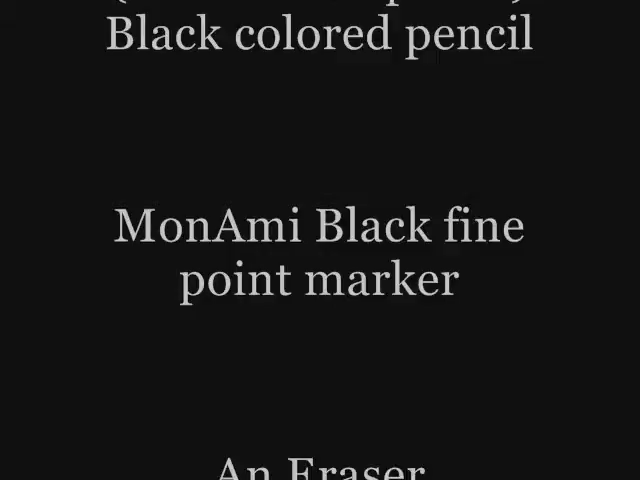 Black colored pencil
MonAmi Black fine
point marker
An Eraser